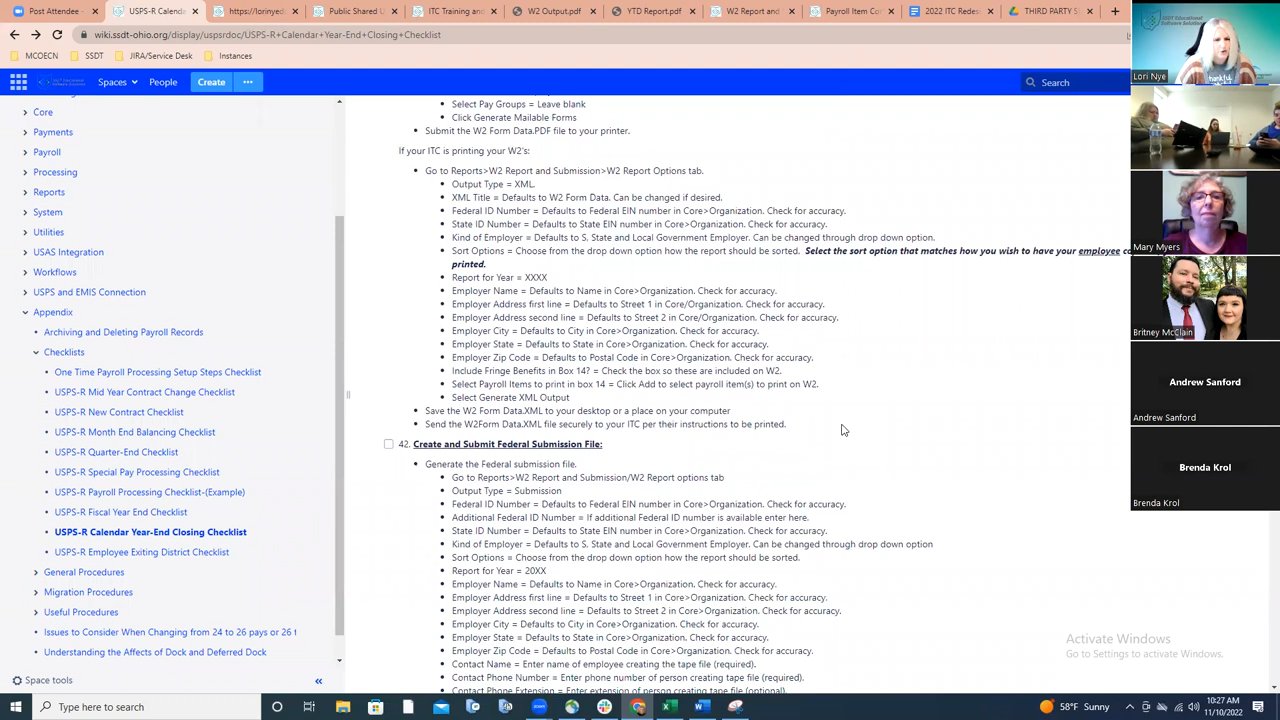 Post Attendee -
USPS-R Calenda
https://lorinyed
Public Shared U
ITC Training and
W2 Output.pdf
YTD Report.pdf
W2 Report and
Payroll Item Co
2022 ITC Redes
THIRD PARTY S
wiki.ssdt-ohio.org/display/uspsrdoc/USPS-R+Calendar+Year-End+Closing+Checklist
MCOECN
SSDT
JIRA/Service Desk
Instances
Spaces
People
Create
Search
Core
Payments
Payroll
Processing
Reports
System
Utilities
USAS Integration
Workflows
USPS and EMIS Connection
Appendix
Archiving and Deleting Payroll Records
Checklists
One Time Payroll Processing Setup Steps Checklist
USPS-R Mid Year Contract Change Checklist
USPS-R New Contract Checklist
USPS-R Month End Balancing Checklist
USPS-R Quarter-End Checklist
USPS-R Special Pay Processing Checklist
USPS-R Payroll Processing Checklist-(Example)
USPS-R Fiscal Year End Checklist
USPS-R Calendar Year-End Closing Checklist
USPS-R Employee Exiting District Checklist
General Procedures
Migration Procedures
Useful Procedures
Issues to Consider When Changing from 24 to 26 pays or 26 t
Understanding the Affects of Dock and Deferred Dock
Space tools
Select Pay Groups = Leave blank
Click Generate Mailable Forms
Submit the W2 Form Data.PDF file to your printer.
If your ITC is printing your W2's:
Go to Reports>W2 Report and Submission>W2 Report Options tab.
Output Type = XML.
XML Title = Defaults to W2 Form Data. Can be changed if desired.
Federal ID Number = Defaults to Federal EIN number in Core>Organization. Check for accuracy.
State ID Number = Defaults to State EIN number in Core>Organization. Check for accuracy.
Kind of Employer = Defaults to S. State and Local Government Employer. Can be changed through drop down option.
Sort Options = Choose from the drop down option how the report should be sorted. Select the sort option that matches how you wish to have your employee co
printed.
Report for Year = XXXX
Employer Name = Defaults to Name in Core>Organization. Check for accuracy.
Employer Address first line = Defaults to Street 1 in Core/Organization. Check for accuracy.
Employer Address second line = Defaults to Street 2 in Core/Organization. Check for accuracy.
Employer City = Defaults to City in Core>Organization. Check for accuracy.
Employer State = Defaults to State in Core>Organization. Check for accuracy.
Employer Zip Code = Defaults to Postal Code in Core>Organization. Check for accuracy.
Include Fringe Benefits in Box 14? = Check the box so these are included on W2.
Select Payroll Items to print in box 14 = Click Add to select payroll item(s) to print on W2.
Select Generate XML Output
Save the W2 Form Data.XML to your desktop or a place on your computer
Send the W2Form Data.XML file securely to your ITC per their instructions to be printed.
42. Create and Submit Federal Submission File:
Generate the Federal submission file.
Go to Reports>W2 Report and Submission/W2 Report options tab
Output Type = Submission
Federal ID Number = Defaults to Federal EIN number in Core>Organization. Check for accuracy.
Additional Federal ID Number = If additional Federal ID number is available enter here.
State ID Number = Defaults to State EIN number in Core>Organization. Check for accuracy.
Kind of Employer = Defaults to S. State and Local Government Employer. Can be changed through drop down option
Sort Options = Choose from the drop down option how the report should be sorted.
Report for Year = 20XX
Employer Name = Defaults to Name in Core>Organization. Check for accuracy.
Employer Address first line = Defaults to Street 1 in Core>Organization. Check for accuracy.
Employer Address second line = Defaults to Street 2 in Core>Organization. Check for accuracy.
Employer City = Defaults to City in Core>Organization. Check for accuracy.
Employer State = Defaults to State in Core>Organization. Check for accuracy.
Employer Zip Code = Defaults to Postal Code in Core>Organization. Check for accuracy.
Contact Name = Enter name of employee creating the tape file (required).
Contact Phone Number = Enter phone number of person creating tape file (required).
Contact Phone Extension = Enter extension of person creating tape file (optional).
SSDT Educational
Software Solutions
thankful
Lori Nye
Mary Myers
Britney McClain
Andrew Sanford
Andrew Sanford
Brenda Krol
Brenda Krol
Activate Windows
Go to Settings to activate Windows.
Type here to search
58°F Sunny
10:27 AM
11/10/2022